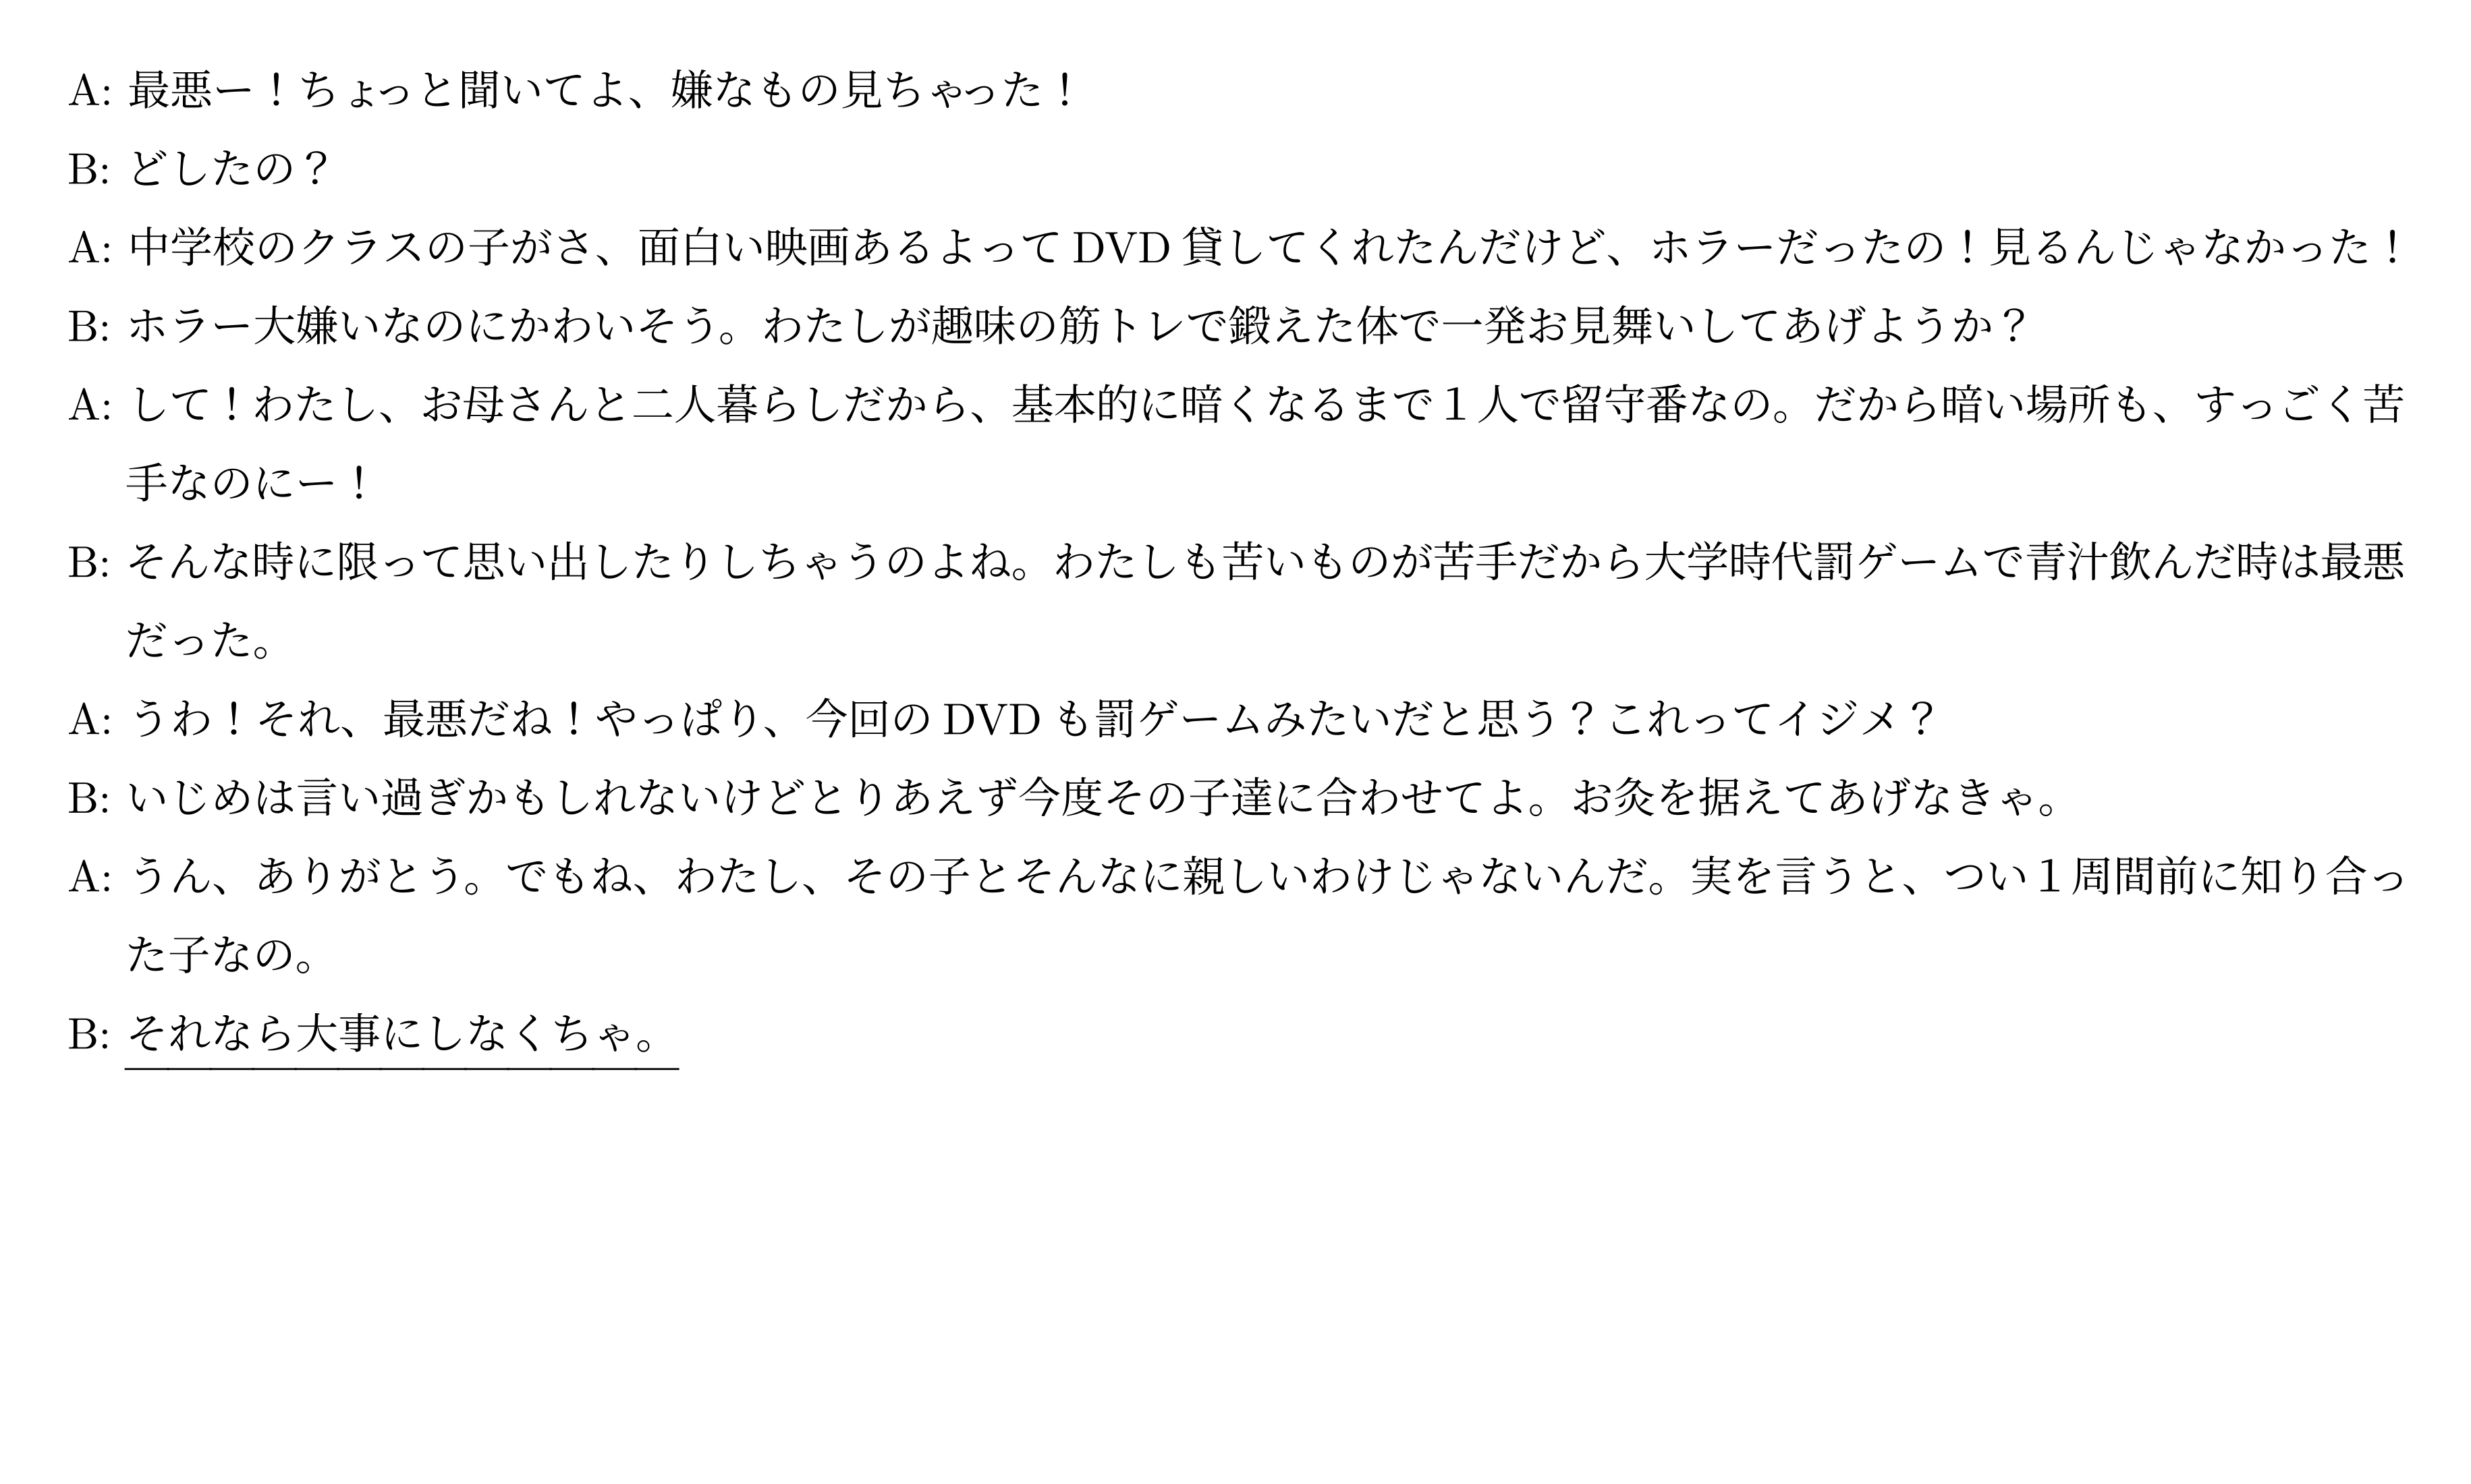 A: 最悪ー！ちょっと聞いてよ、嫌なもの見ちゃった！
B: どしたの？
A: 中学校のクラスの子がさ、面白い映画あるよって DVD 貸してくれたんだけど、ホラーだったの！見るんじゃなかった！
B: ホラー大嫌いなのにかわいそう。わたしが趣味の筋トレで鍛えた体で一発お見舞いしてあげようか？
A: して！わたし、お母さんと二人暮らしだから、基本的に暗くなるまで 1 人で留守番なの。だから暗い場所も、すっごく苦
手なのにー！
B: そんな時に限って思い出したりしちゃうのよね。わたしも苦いものが苦手だから大学時代罰ゲームで青汁飲んだ時は最悪
だった。
A: うわ！それ、最悪だね！やっぱり、今回の DVD も罰ゲームみたいだと思う？これってイジメ？
B: いじめは言い過ぎかもしれないけどとりあえず今度その子達に合わせてよ。お灸を据えてあげなきゃ。
A: うん、ありがとう。でもね、わたし、その子とそんなに親しいわけじゃないんだ。実を言うと、つい 1 周間前に知り合っ
た子なの。
B: それなら大事にしなくちゃ。